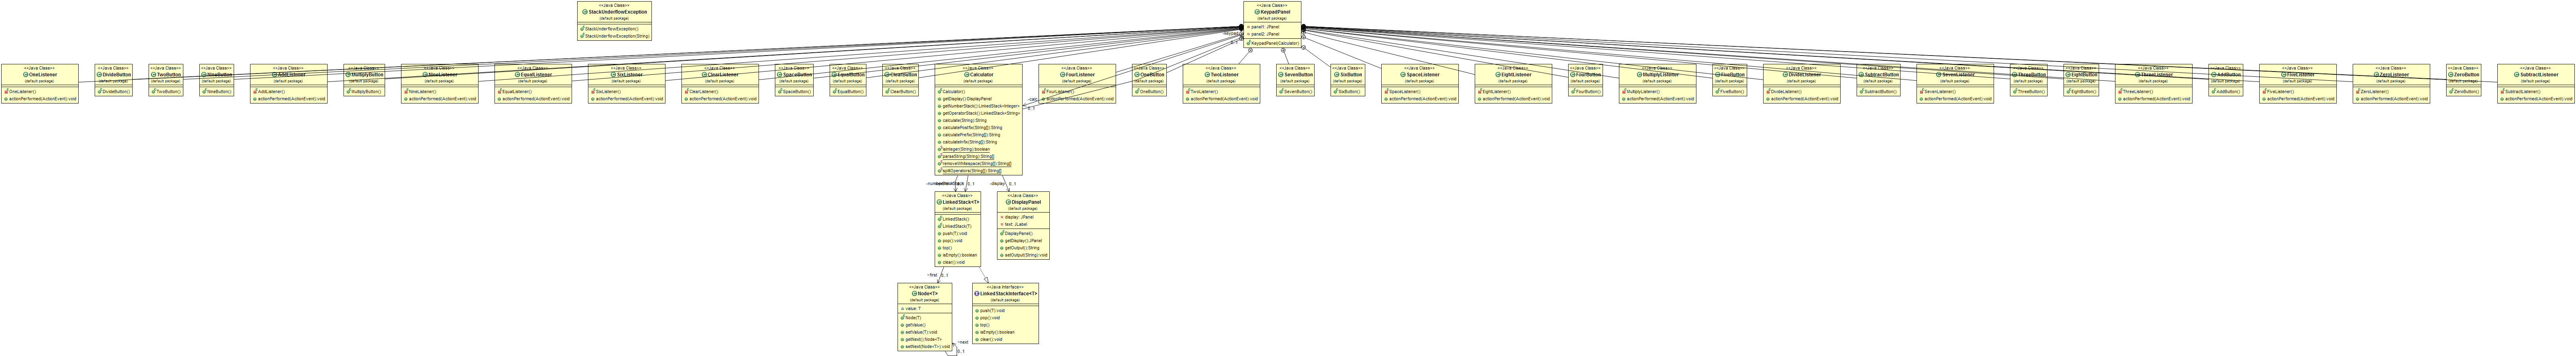 <<Java Class>>
StackUnderflowException
(default package)
StackUnderflowException()
StackUnderflowException(String)
<<Java Class>>
KeypadPanel
(default package)
panel1: JPanel
panel2: JPanel
KeypadPanel(Calculator)
<<Java Class>>
OneListener
(default package)
OneListener()
actionPerformed(ActionEvent):void
<<Java Class>>
DivideButton
(default package)
DivideButton()
<<Java Class>>
TwoButton
(default package)
TwoButton()
<<Java Class>>
NineButton
(default package)
NineButton()
<<Java Class>>
AddListener
(default package)
AddListener()
actionPerformed(ActionEvent):void
<<Java Class>>
MultiplyButton
(default package)
MultiplyButton()
<<Java Class>>
NineListener
(default package)
NineListener()
actionPerformed(ActionEvent):void
<<Java Class>>
EqualListener
(default package)
EqualListener()
actionPerformed(ActionEvent):void
<<Java Class>>
SixListener
(default package)
SixListener()
actionPerformed(ActionEvent):void
<<Java Class>>
ClearListener
(default package)
ClearListener()
actionPerformed(ActionEvent):void
<<Java Class>>
SpaceButton
(default package)
SpaceButton()
<<Java Class>>
EqualButton
(default package)
EqualButton()
<<Java Class>>
ClearButton
(default package)
ClearButton()
<<Java Class>>
Calculator
(default package)
Calculator()
getDisplay():DisplayPanel
getNumberStack():LinkedStack<Integer>
getOperatorStack():LinkedStack<String>
calculate(String):String
calculatePostfix(String[]):String
calculatePrefix(String[]):String
calculateInfix(String[]):String
isInteger(String):boolean
parseString(String):String[]
removeWhitespace(String[]):String[]
splitOperators(String[]):String[]
<<Java Class>>
FourListener
(default package)
FourListener()
actionPerformed(ActionEvent):void
<<Java Class>>
OneButton
(default package)
OneButton()
<<Java Class>>
TwoListener
(default package)
TwoListener()
actionPerformed(ActionEvent):void
<<Java Class>>
SevenButton
(default package)
SevenButton()
<<Java Class>>
SixButton
(default package)
SixButton()
<<Java Class>>
SpaceListener
(default package)
SpaceListener()
actionPerformed(ActionEvent):void
<<Java Class>>
EightListener
(default package)
EightListener()
actionPerformed(ActionEvent):void
<<Java Class>>
FourButton
(default package)
FourButton()
<<Java Class>>
MultiplyListener
(default package)
MultiplyListener()
actionPerformed(ActionEvent):void
<<Java Class>>
FiveButton
(default package)
FiveButton()
<<Java Class>>
DivideListener
(default package)
DivideListener()
actionPerformed(ActionEvent):void
<<Java Class>>
SubtractButton
(default package)
SubtractButton()
<<Java Class>>
SevenListener
(default package)
SevenListener()
actionPerformed(ActionEvent):void
<<Java Class>>
ThreeButton
(default package)
ThreeButton()
<<Java Class>>
EightButton
(default package)
EightButton()
<<Java Class>>
ThreeListener
(default package)
ThreeListener()
actionPerformed(ActionEvent):void
<<Java Class>>
AddButton
(default package)
AddButton()
<<Java Class>>
FiveListener
(default package)
FiveListener()
actionPerformed(ActionEvent):void
<<Java Class>>
ZeroListener
(default package)
ZeroListener()
actionPerformed(ActionEvent):void
<<Java Class>>
ZeroButton
(default package)
ZeroButton()
<<Java Class>>
SubtractListener
(default package)
SubtractListener()
actionPerformed(ActionEvent):void
0..1
0..1
-display 0..1
<<Java Class>>
LinkedStack<T>
(default package)
LinkedStack()
LinkedStack(T)
push(T):void
pop():void
top()
isEmpty():boolean
clear():void
<<Java Class>>
DisplayPanel
(default package)
display: JPanel
text: JLabel
DisplayPanel()
getDisplay():JPanel
getOutput():String
setOutput(String):void
~first 0..1
<<Java Class>>
Node<T>
(default package)
value: T
Node(T)
getValue()
setValue(T):void
getNext():Node<T>
setNext(Node<T>):void
~next
0..1
<<Java Interface>>
LinkedStackInterface<T>
(default package)
push(T):void
pop():void
top()
isEmpty():boolean
clear():void